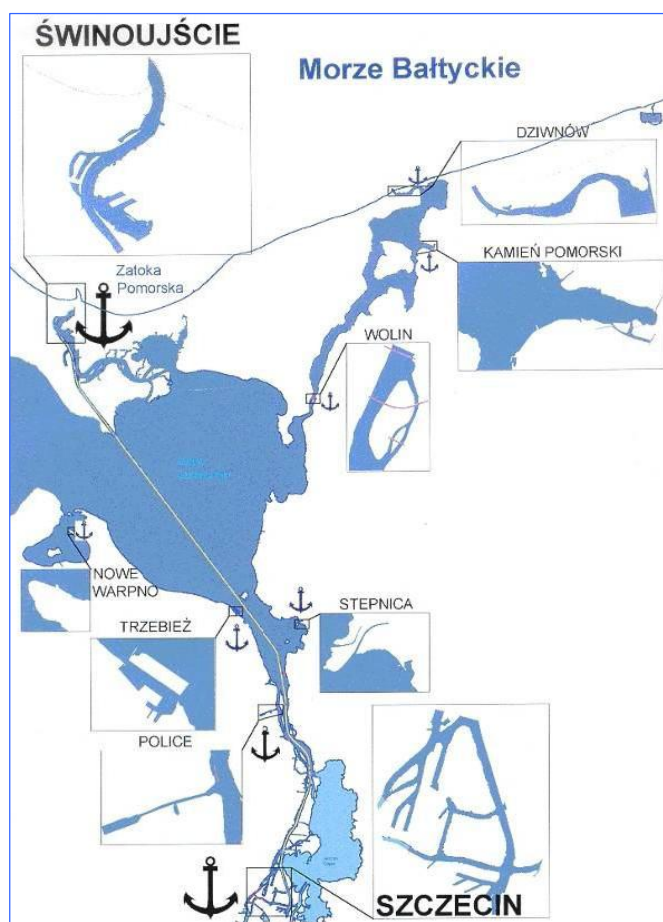 ŚWINOUJŚCIE
Morze Bałtyckie
DZIWNÓW
KAMIEŃ POMORSKI
Zatoka
Pomorska
WOLIN
NOWE
WARPNO
STEPNICA
TRZEBIEŻ
POLICE
SZCZECIN